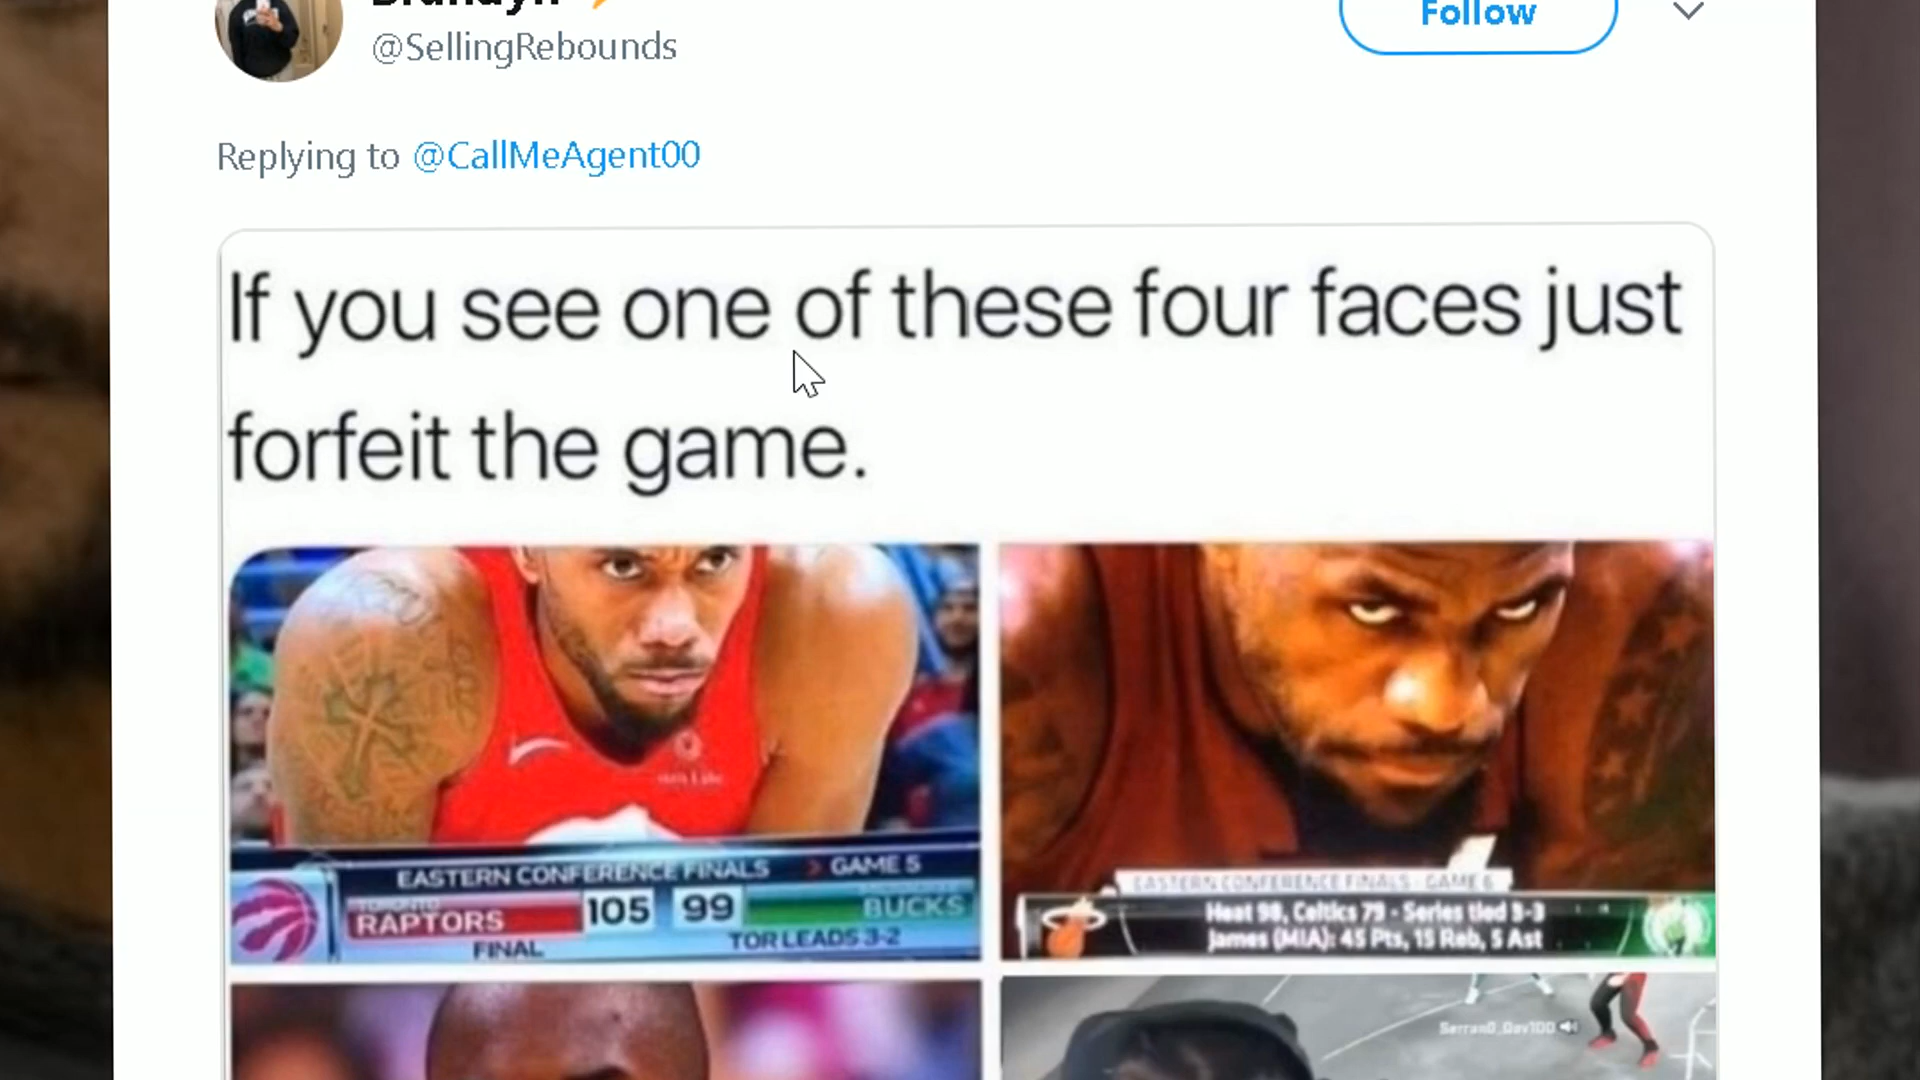 @SellingRebounds
Follow
Replying to @CallMeAgent00
If you see one of these four faces just
forfeit the game.
EASTERN CONFERENCE FINALS > GAME 5
TORONTO
RAPTORS 105 99 BUCKS
FINAL TOR LEADS 3-2
EASTERN CONFERENCE FINALS - GAME 6
Heat 98, Celtics 79 - Series tied 3-3
James (MIA): 45 Pts, 15 Reb, 5 Ast